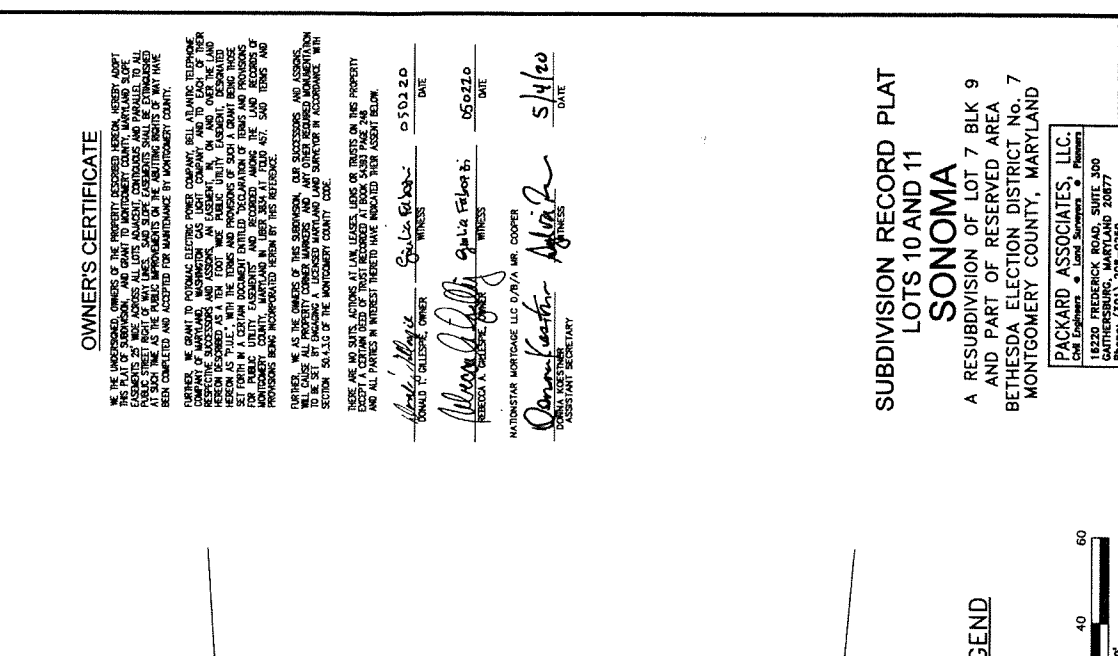 OWNER'S CERTIFICATE
WE THE UNDERSIGNED, OWNERS OF THE PROPERTY DESCRIBED HEREON, HEREBY ADOPT
THIS PLAT OF SUBDIVISION, AND GRANT TO MONTGOMERY COUNTY, MARYLAND SLOPE
EASEMENTS 25 WIDE ACROSS ALL LOTS ADJACENT, CONTIGUOUS AND PARALLEL TO ALL
PUBLIC STREET RIGHT OF WAY LINES. SAID SLOPE EASEMENTS SHALL BE EXTINGUISHED
AT SUCH TIME AS THE PUBLIC IMPROVEMENTS ON THE ABUTTING RIGHTS OF WAY HAVE
BEEN COMPLETED AND ACCEPTED FOR MAINTENANCE BY MONTGOMERY COUNTY.
FURTHER, WE GRANT TO POTOMAC ELECTRIC POWER COMPANY, BELL ATLANTIC TELEPHONE
COMPANY OF MARYLAND, WASHINGTON GAS LIGHT COMPANY AND TO EACH OF THEIR
RESPECTIVE SUCCESSORS AND ASSIGNS, AN EASEMENT, IN, ON AND OVER THE LAND
HEREON DESCRIBED AS A TEN FOOT WIDE PUBLIC UTILITY EASEMENT, DESIGNATED
HEREON AS "P.U.E.", WITH THE TERMS AND PROVISIONS OF SUCH A GRANT BEING THOSE
SET FORTH IN A CERTAIN DOCUMENT ENTITLED "DECLARATION OF TERMS AND PROVISIONS
FOR PUBLIC UTILITY EASEMENTS" AND RECORDED AMONG THE LAND RECORDS OF
MONTGOMERY COUNTY, MARYLAND IN LIBER 3834 AT FOLIO 457. SAID TERMS AND
PROVISIONS BEING INCORPORATED HEREIN BY THIS REFERENCE.
FURTHER, WE AS THE OWNERS OF THIS SUBDIVISION, OUR SUCCESSORS AND ASSIGNS,
WILL CAUSE ALL PROPERTY CORNER MARKERS AND ANY OTHER REQUIRED MONUMENTATION
TO BE SET BY ENGAGING A LICENSED MARYLAND LAND SURVEYOR IN ACCORDANCE WITH
SECTION 50.4.3.G OF THE MONTGOMERY COUNTY CODE.
THERE ARE NO SUITS, ACTIONS AT LAW, LEASES, LIENS OR TRUSTS ON THIS PROPERTY
EXCEPT A CERTAIN DEED OF TRUST RECORDED AT BOOK 54393 PAGE 248
AND ALL PARTIES IN INTEREST THERETO HAVE INDICATED THEIR ASSENT BELOW.
Giulia Fabozzi 050220
DONALD T. GILLESPIE, OWNER WITNESS DATE
Giulia Fabozzi 050220
REBECCA A. GILLESPIE, OWNER WITNESS DATE
NATIONSTAR MORTGAGE LLC D/B/A MR. COOPER
Donna Koestner 5/4/20
DONNA KOESTNER WITNESS DATE
ASSISTANT SECRETARY
SUBDIVISION RECORD PLAT
LOTS 10 AND 11
SONOMA
A RESUBDIVISION OF LOT 7 BLK 9
AND PART OF RESERVED AREA
BETHESDA ELECTION DISTRICT No. 7
MONTGOMERY COUNTY, MARYLAND
PACKARD ASSOCIATES, LLC.
Civil Engineers • Land Surveyors • Planners
16220 FREDERICK ROAD, SUITE 300
GAITHERSBURG, MARYLAND 20877
GEND
40 60